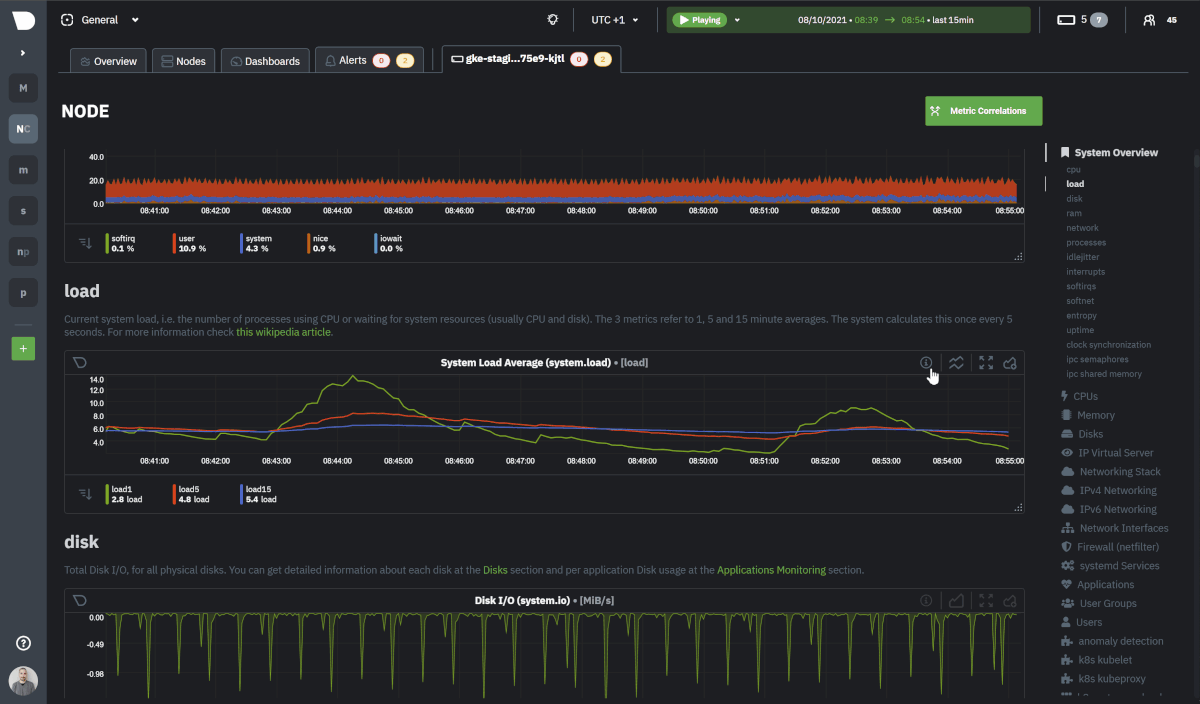 General
UTC +1
Playing
08/10/2021 • 08:39 → 08:54 • last 15min
5
7
45
M
NC
m
s
np
p
+
?
Overview
Nodes
Dashboards
Alerts 0 2
gke-stagi...75e9-kjtl 0 2
NODE
Metric Correlations
40.0
20.0
0.0
08:41:00 08:42:00 08:43:00 08:44:00 08:45:00 08:46:00 08:47:00 08:48:00 08:49:00 08:50:00 08:51:00 08:52:00 08:53:00 08:54:00 08:55:00
softirq user system nice iowait
0.1 % 10.9 % 4.3 % 0.9 % 0.0 %
load
Current system load, i.e. the number of processes using CPU or waiting for system resources (usually CPU and disk). The 3 metrics refer to 1, 5 and 15 minute averages. The system calculates this once every 5
seconds. For more information check this wikipedia article.
System Load Average (system.load) • [load]
14.0
12.0
8.0
6.0
4.0
08:41:00 08:42:00 08:43:00 08:44:00 08:45:00 08:46:00 08:47:00 08:48:00 08:49:00 08:50:00 08:51:00 08:52:00 08:53:00 08:54:00 08:55:00
load1 load5 load15
2.8 load 4.8 load 5.4 load
disk
Total Disk I/O, for all physical disks. You can get detailed information about each disk at the Disks section and per application Disk usage at the Applications Monitoring section.
Disk I/O (system.io) • [MiB/s]
0.00
-0.49
-0.98
System Overview
cpu
load
disk
ram
network
processes
idlejitter
interrupts
softirqs
softnet
entropy
uptime
clock synchronization
ipc semaphores
ipc shared memory
CPUs
Memory
Disks
IP Virtual Server
Networking Stack
IPv4 Networking
IPv6 Networking
Network Interfaces
Firewall (netfilter)
systemd Services
Applications
User Groups
Users
anomaly detection
k8s kubelet
k8s kubeproxy